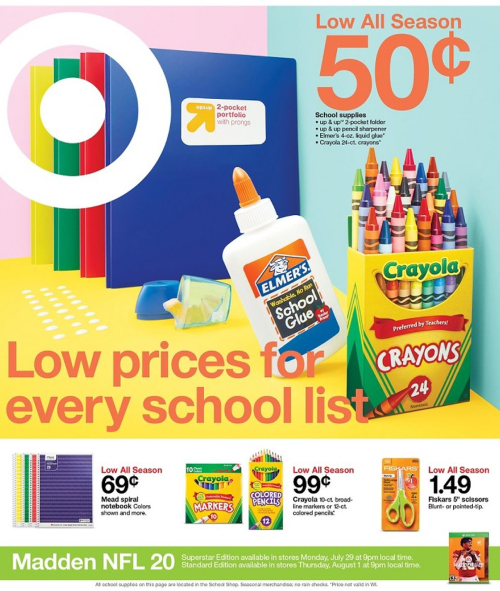 Low All Season
50¢
School supplies
• up & up™ 2-pocket folder
• up & up pencil sharpener
• Elmer's 4-oz. liquid glue*
• Crayola 24-ct. crayons*
up&up
2-pocket
portfolio
with prongs
ELMER'S
Washable, No Run
School
Glue
Crayola
Preferred by Teachers!
CRAYONS
24
Low prices for
every school list
Low All Season
69¢
Mead spiral
notebook Colors
shown and more.
Crayola
MARKERS
10
Crayola
COLORED
PENCILS
12
Low All Season
99¢
Crayola 10-ct. broad-
line markers or 12-ct.
colored pencils*
FISKARS
Low All Season
1.49
Fiskars 5" scissors
Blunt- or pointed-tip.
Madden NFL 20
Superstar Edition available in stores Monday, July 29 at 9pm local time.
Standard Edition available in stores Thursday, August 1 at 9pm local time.
All school supplies on this page are located in the School Shop. Seasonal merchandise; no rain checks. *Price not valid in WI.